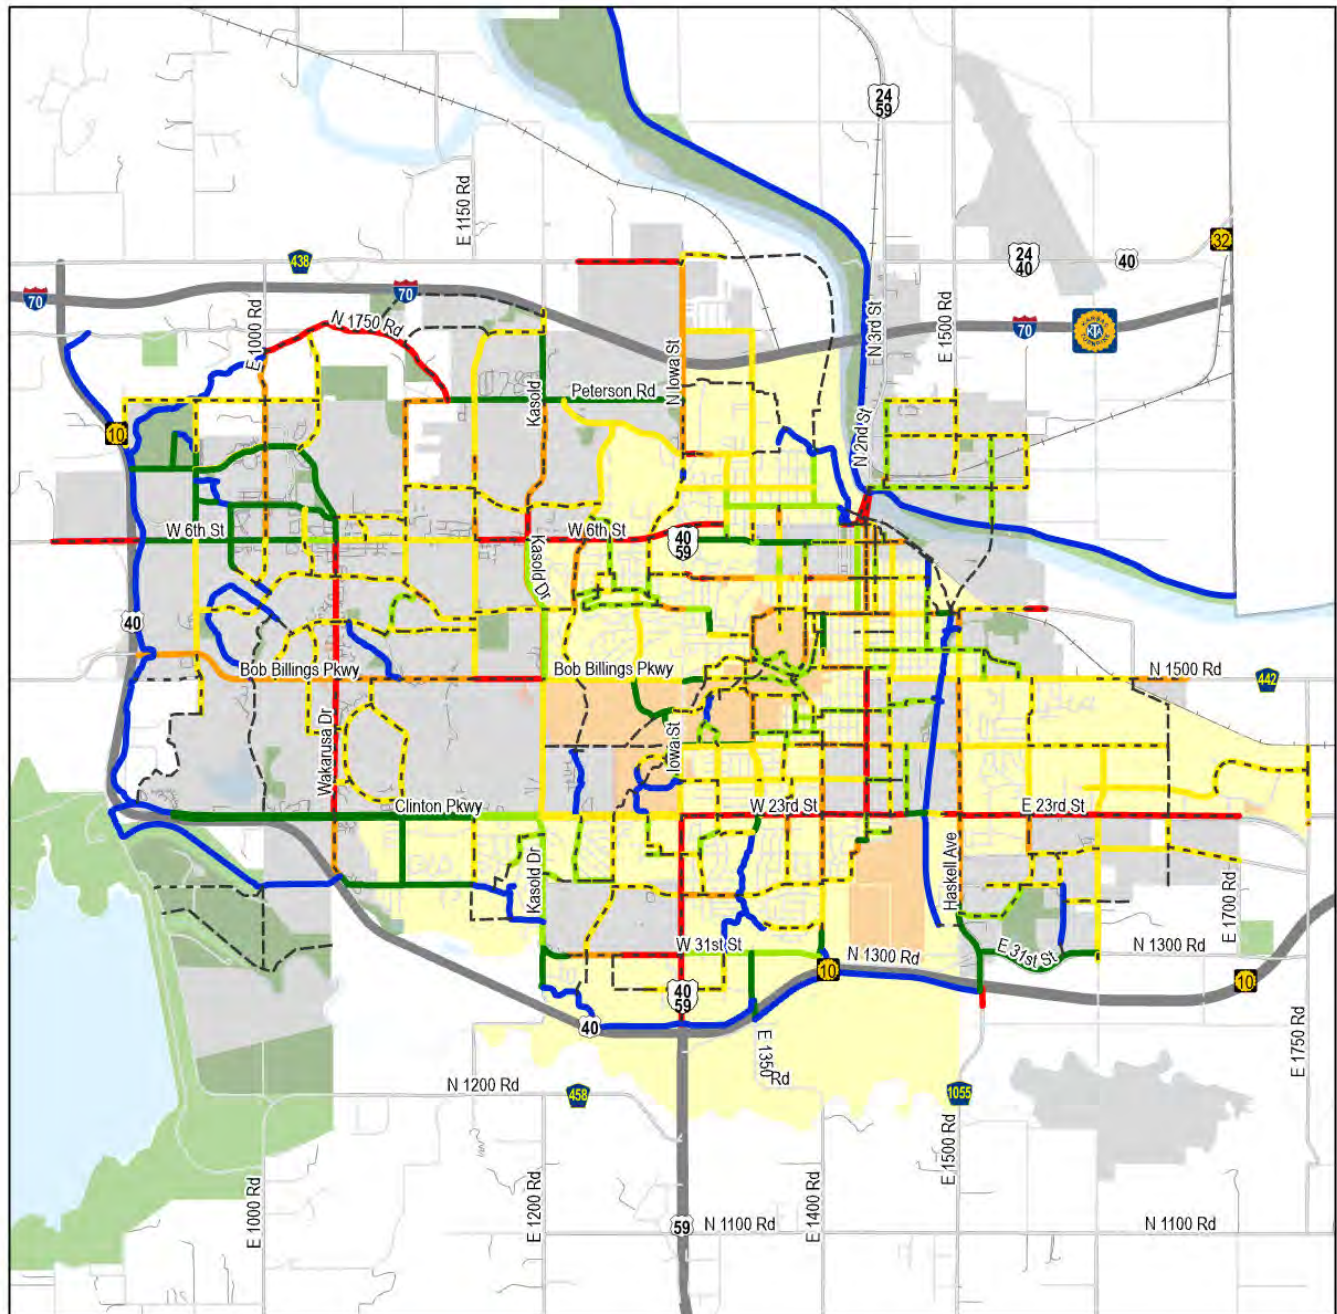 24
59
E 1150 Rd
32
438
24
40
40
70
70
E 1000 Rd
N 1750 Rd
N 3rd St
E 1500 Rd
70
KANSAS
KTA
TURNPIKE
Kasold
Peterson Rd
N Iowa St
10
N 2nd St
W 6th St
W 6th St
40
59
Kasold Dr
40
Bob Billings Pkwy
Bob Billings Pkwy
N 1500 Rd
442
Wakarusa Dr
Iowa St
Clinton Pkwy
W 23rd St
E 23rd St
Kasold Dr
Haskell Ave
E 1700 Rd
W 31st St
N 1300 Rd
E 31st St
N 1300 Rd
10
10
40
59
40
E 1350
Rd
E 1750 Rd
N 1200 Rd
458
1055
E 1500 Rd
E 1000 Rd
E 1200 Rd
E 1400 Rd
59
N 1100 Rd
N 1100 Rd